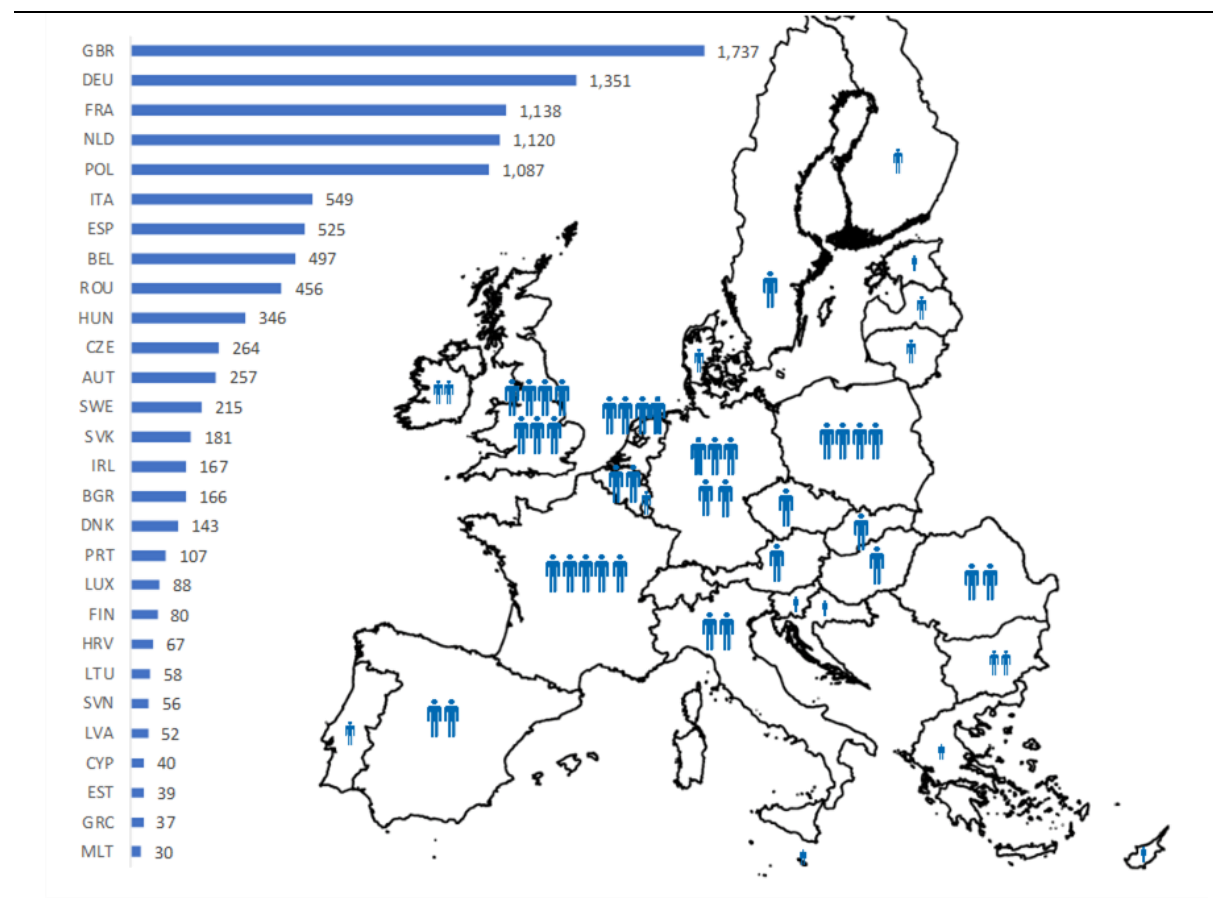 GBR 1,737
DEU 1,351
FRA 1,138
NLD 1,120
POL 1,087
ITA 549
ESP 525
BEL 497
ROU 456
HUN 346
CZE 264
AUT 257
SWE 215
SVK 181
IRL 167
BGR 166
DNK 143
PRT 107
LUX 88
FIN 80
HRV 67
LTU 58
SVN 56
LVA 52
CYP 40
EST 39
GRC 37
MLT 30